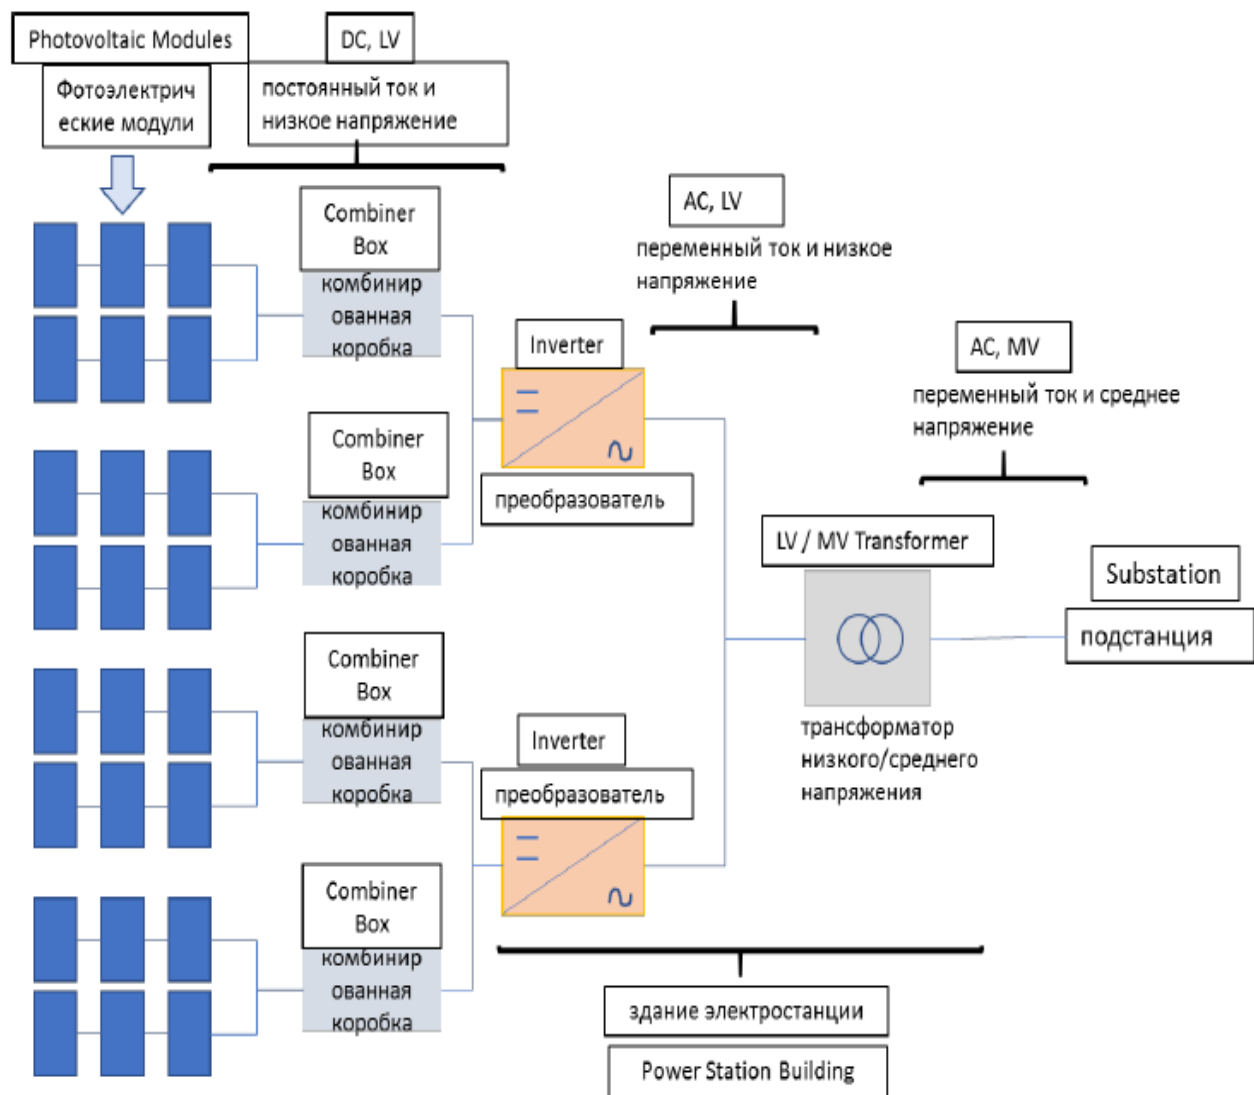 Photovoltaic Modules
DC, LV
Фотоэлектрич
еские модули
постоянный ток и
низкое напряжение
Combiner
Box
комбинир
ованная
коробка
AC, LV
переменный ток и низкое
напряжение
Inverter
преобразователь
AC, MV
переменный ток и среднее
напряжение
Combiner
Box
комбинир
ованная
коробка
LV / MV Transformer
трансформатор
низкого/среднего
напряжения
Substation
подстанция
Combiner
Box
комбинир
ованная
коробка
Inverter
преобразователь
Combiner
Box
комбинир
ованная
коробка
здание электростанции
Power Station Building